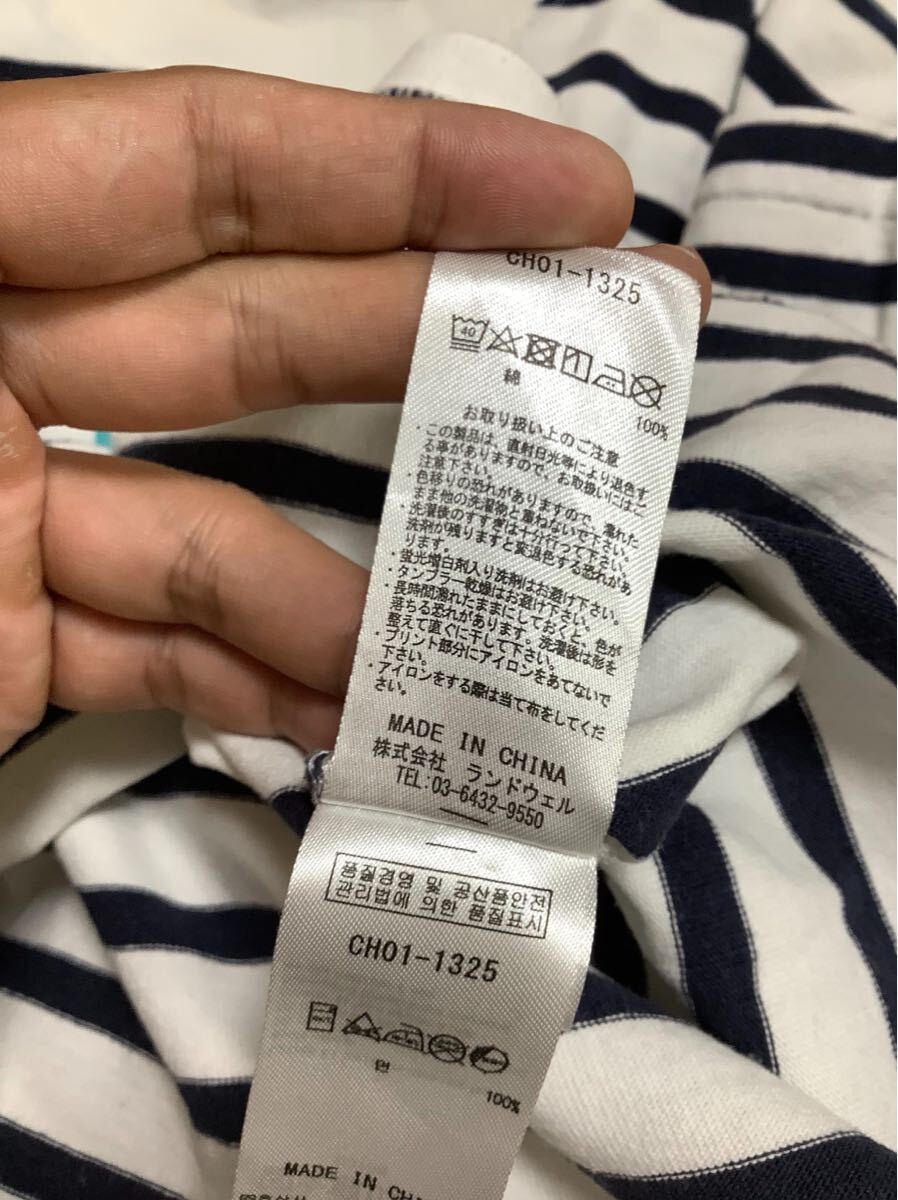 CH01-1325
40
綿 100%
お取り扱い上のご注意
・この製品は、直射日光等により退色す
る事がありますので、お取扱いにはご
注意下さい。
・色移りの恐れがありますので、濡れた
まま他の洗濯物と重ねないで下さい。
・洗濯後のすすぎは十分行って下さい。
洗剤が残りますと黄退色する恐れがあ
ります。
・蛍光増白剤入り洗剤はお避け下さい。
・タンブラー乾燥はお避け下さい。
・長時間濡れたままにしておくと、色が
落ちる恐れがあります。洗濯後は形を
整えて直ぐに干して下さい。
・プリント部分にアイロンをあてないで
下さい。
・アイロンをする際は当て布をしてくだ
さい。
MADE IN CHINA
株式会社 ランドウェル
TEL:03-6432-9550
품질경영 및 공산품안전
관리법에 의한 품질표시
CH01-1325
면 100%
MADE IN CHINA